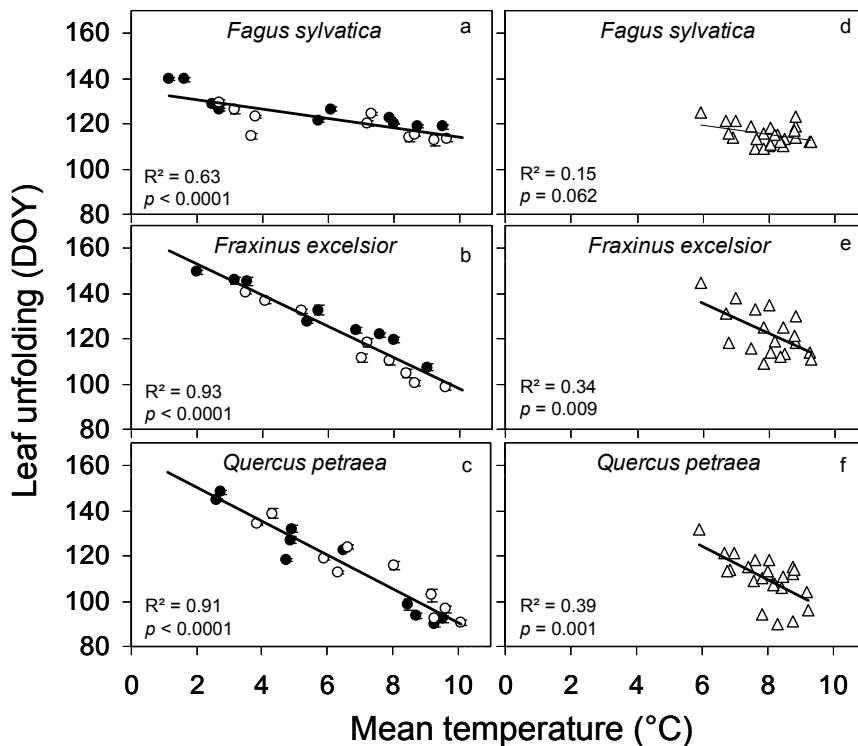 Leaf unfolding (DOY)
Fagus sylvatica a
160
140
120
100
80
R² = 0.63
p < 0.0001
Fagus sylvatica d
R² = 0.15
p = 0.062
Fraxinus excelsior b
160
140
120
100
80
R² = 0.93
p < 0.0001
Fraxinus excelsior e
R² = 0.34
p = 0.009
Quercus petraea c
160
140
120
100
80
R² = 0.91
p < 0.0001
Quercus petraea f
R² = 0.39
p = 0.001
0 2 4 6 8 10 0 2 4 6 8 10
Mean temperature (°C)